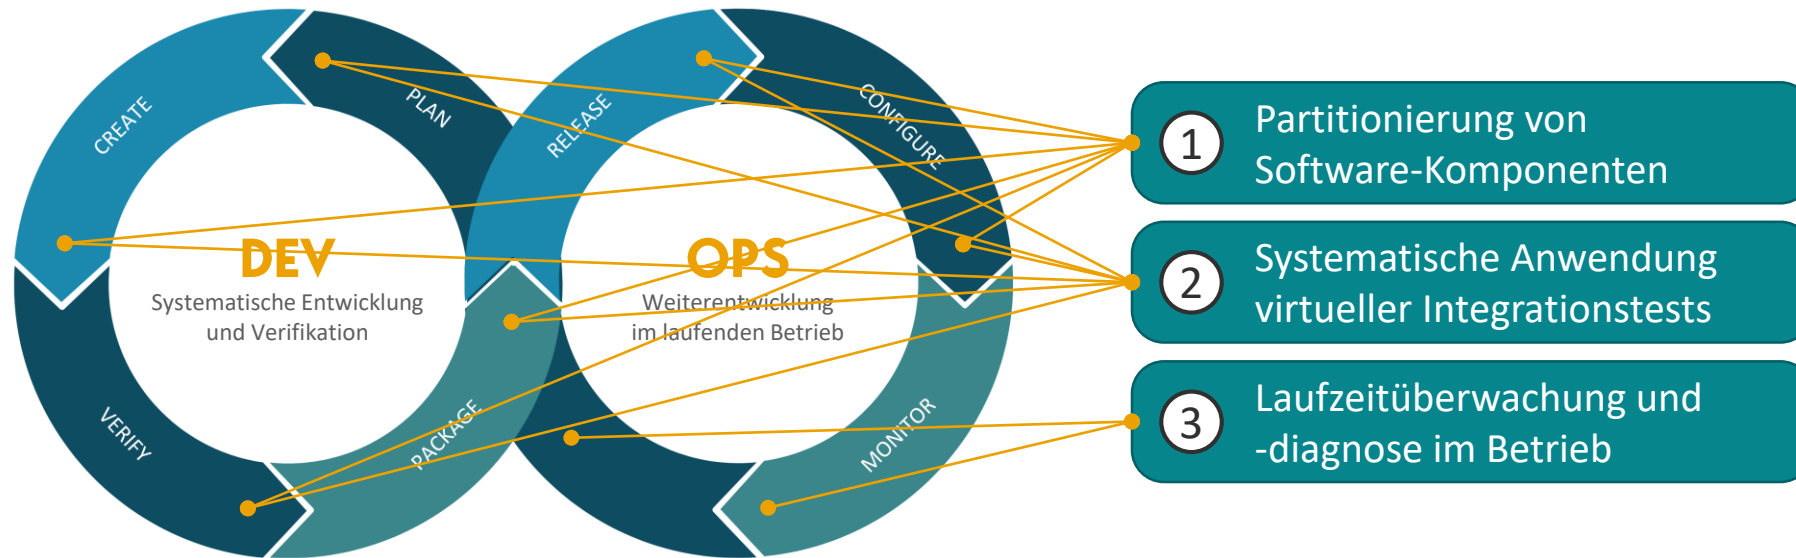 CREATE
PLAN
RELEASE
CONFIGURE
DEV
Systematische Entwicklung
und Verifikation
OPS
Weiterentwicklung
im laufenden Betrieb
VERIFY
PACKAGE
MONITOR
1
Partitionierung von
Software-Komponenten
2
Systematische Anwendung
virtueller Integrationstests
3
Laufzeitüberwachung und
-diagnose im Betrieb